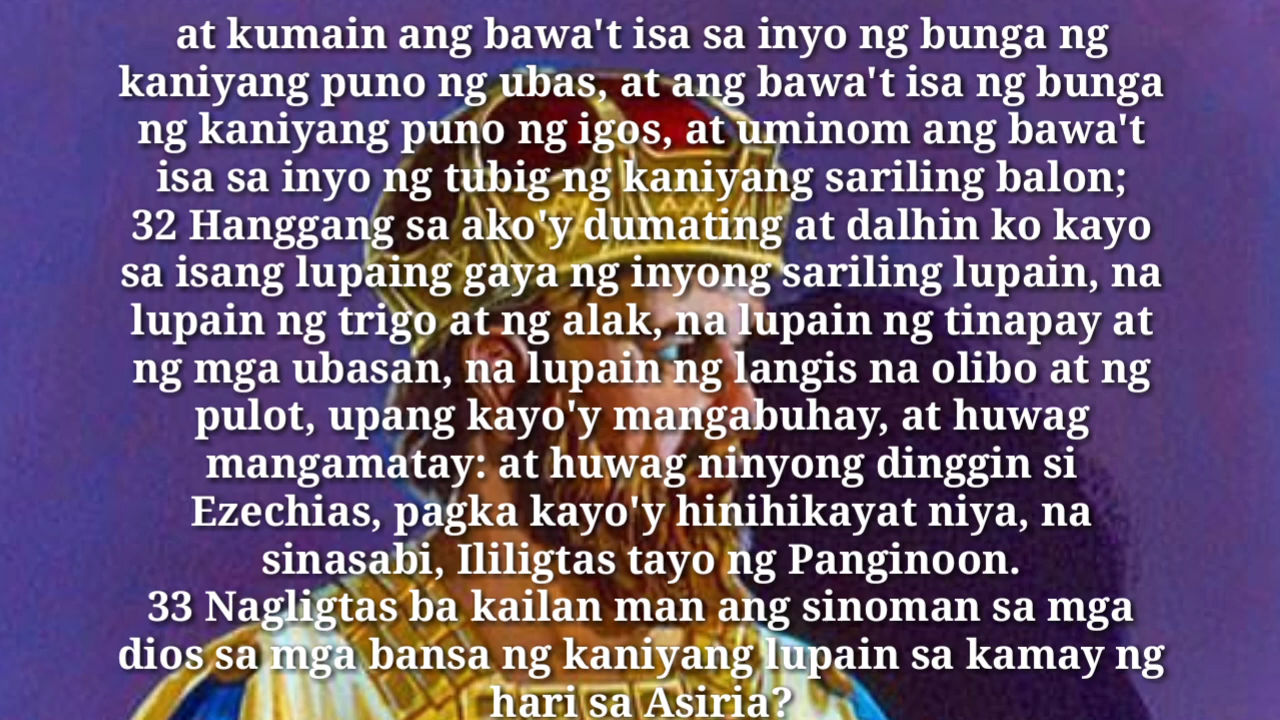 at kumain ang bawa't isa sa inyo ng bunga ng
kaniyang puno ng ubas, at ang bawa't isa ng bunga
ng kaniyang puno ng igos, at uminom ang bawa't
isa sa inyo ng tubig ng kaniyang sariling balon;
32 Hanggang sa ako'y dumating at dalhin ko kayo
sa isang lupaing gaya ng inyong sariling lupain, na
lupain ng trigo at ng alak, na lupain ng tinapay at
ng mga ubasan, na lupain ng langis na olibo at ng
pulot, upang kayo'y mangabuhay, at huwag
mangamatay: at huwag ninyong dinggin si
Ezechias, pagka kayo'y hinihikayat niya, na
sinasabi, Ililigtas tayo ng Panginoon.
33 Nagligtas ba kailan man ang sinoman sa mga
dios sa mga bansa ng kaniyang lupain sa kamay ng
hari sa Asiria?